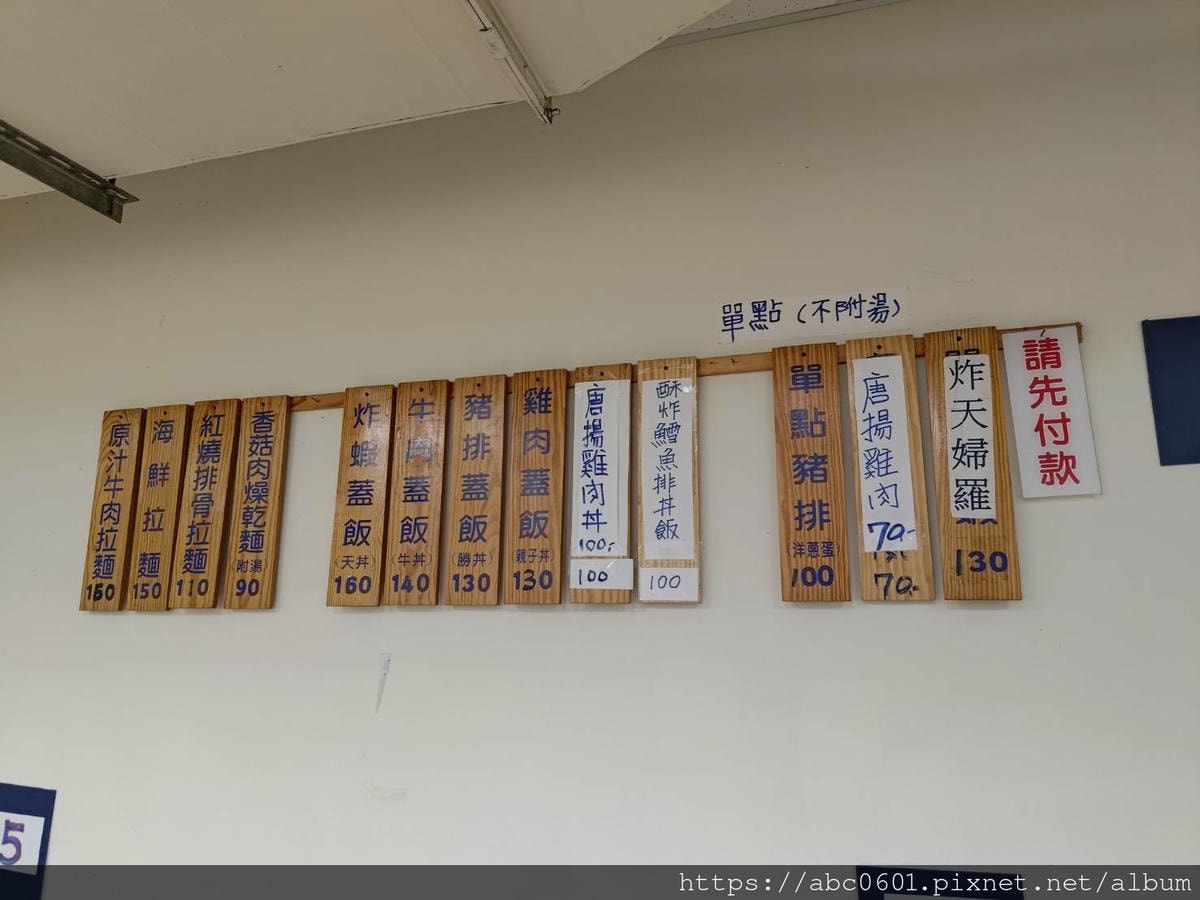 原汁牛肉拉麵
150
海鮮拉麵
150
紅燒排骨拉麵
110
香菇肉燥乾麵
(附湯)
90
炸蝦蓋飯
(天丼)
160
牛肉蓋飯
(牛丼)
140
豬排蓋飯
(勝丼)
130
雞肉蓋飯
(親子丼)
130
唐揚雞肉丼
100.-
100
酥炸鱈魚排丼飯
100
單點(不附湯)
單點豬排
(洋蔥蛋)
100
唐揚雞肉
70.-
70.-
炸天婦羅
130
請先付款
5
https://abc0601.pixnet.net/album